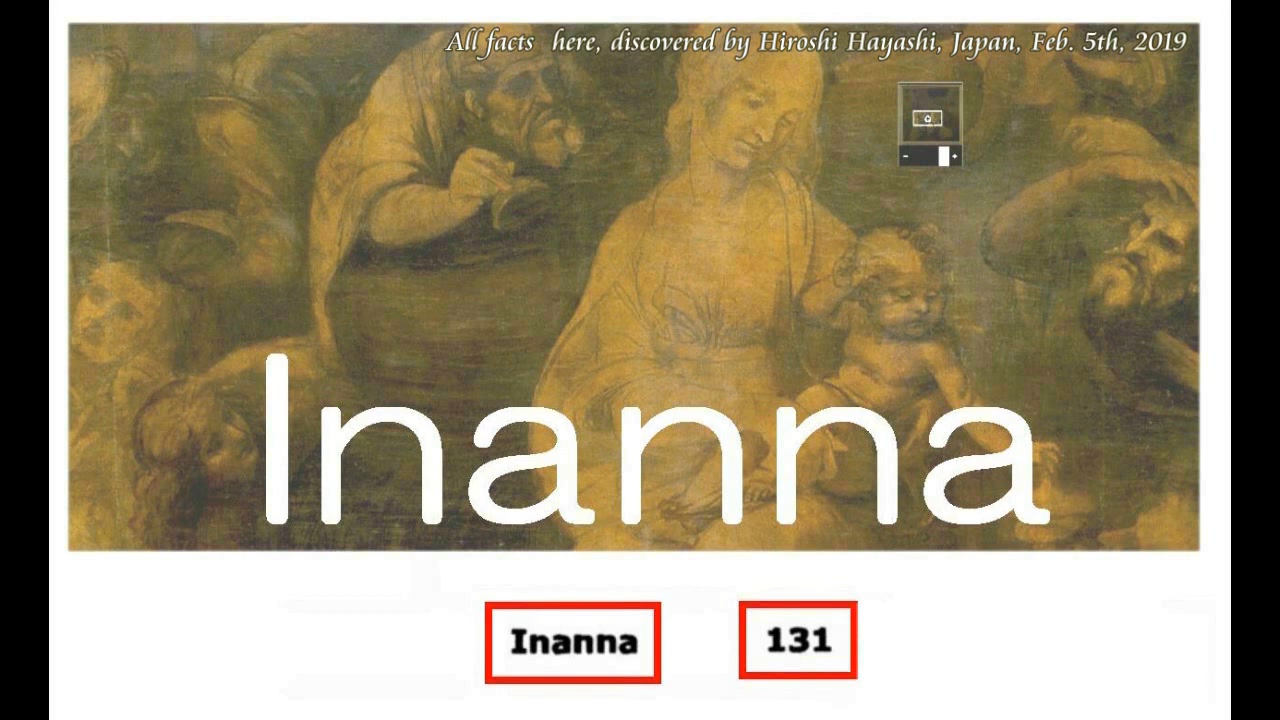 All facts  here, discovered by Hiroshi Hayashi, Japan, Feb. 5th, 2019
G
- +
Inanna
Inanna 131